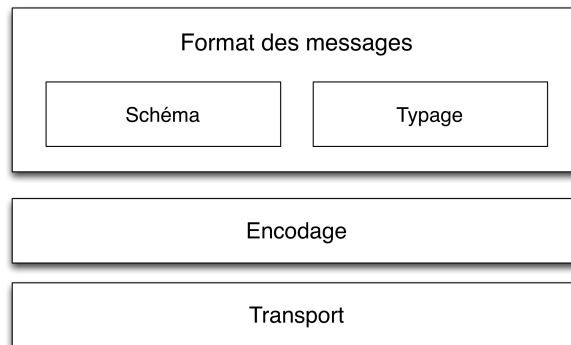 Format des messages
Schéma Typage
Encodage
Transport